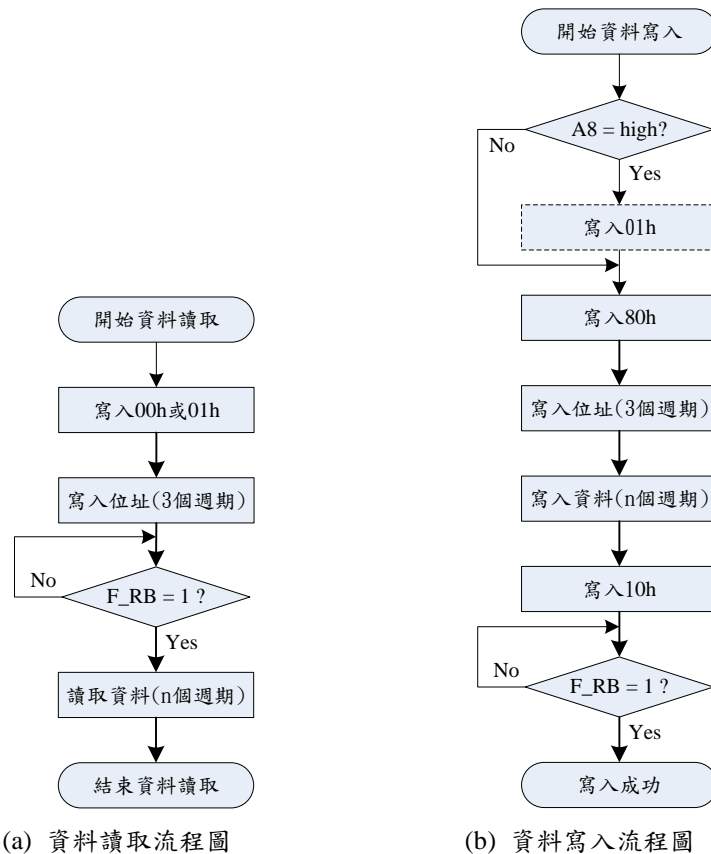 開始資料讀取
寫入00h或01h
寫入位址(3個週期)
No
F_RB = 1 ?
Yes
讀取資料(n個週期)
結束資料讀取
(a) 資料讀取流程圖
開始資料寫入
A8 = high?
No
Yes
寫入01h
寫入80h
寫入位址(3個週期)
寫入資料(n個週期)
寫入10h
No
F_RB = 1 ?
Yes
寫入成功
(b) 資料寫入流程圖